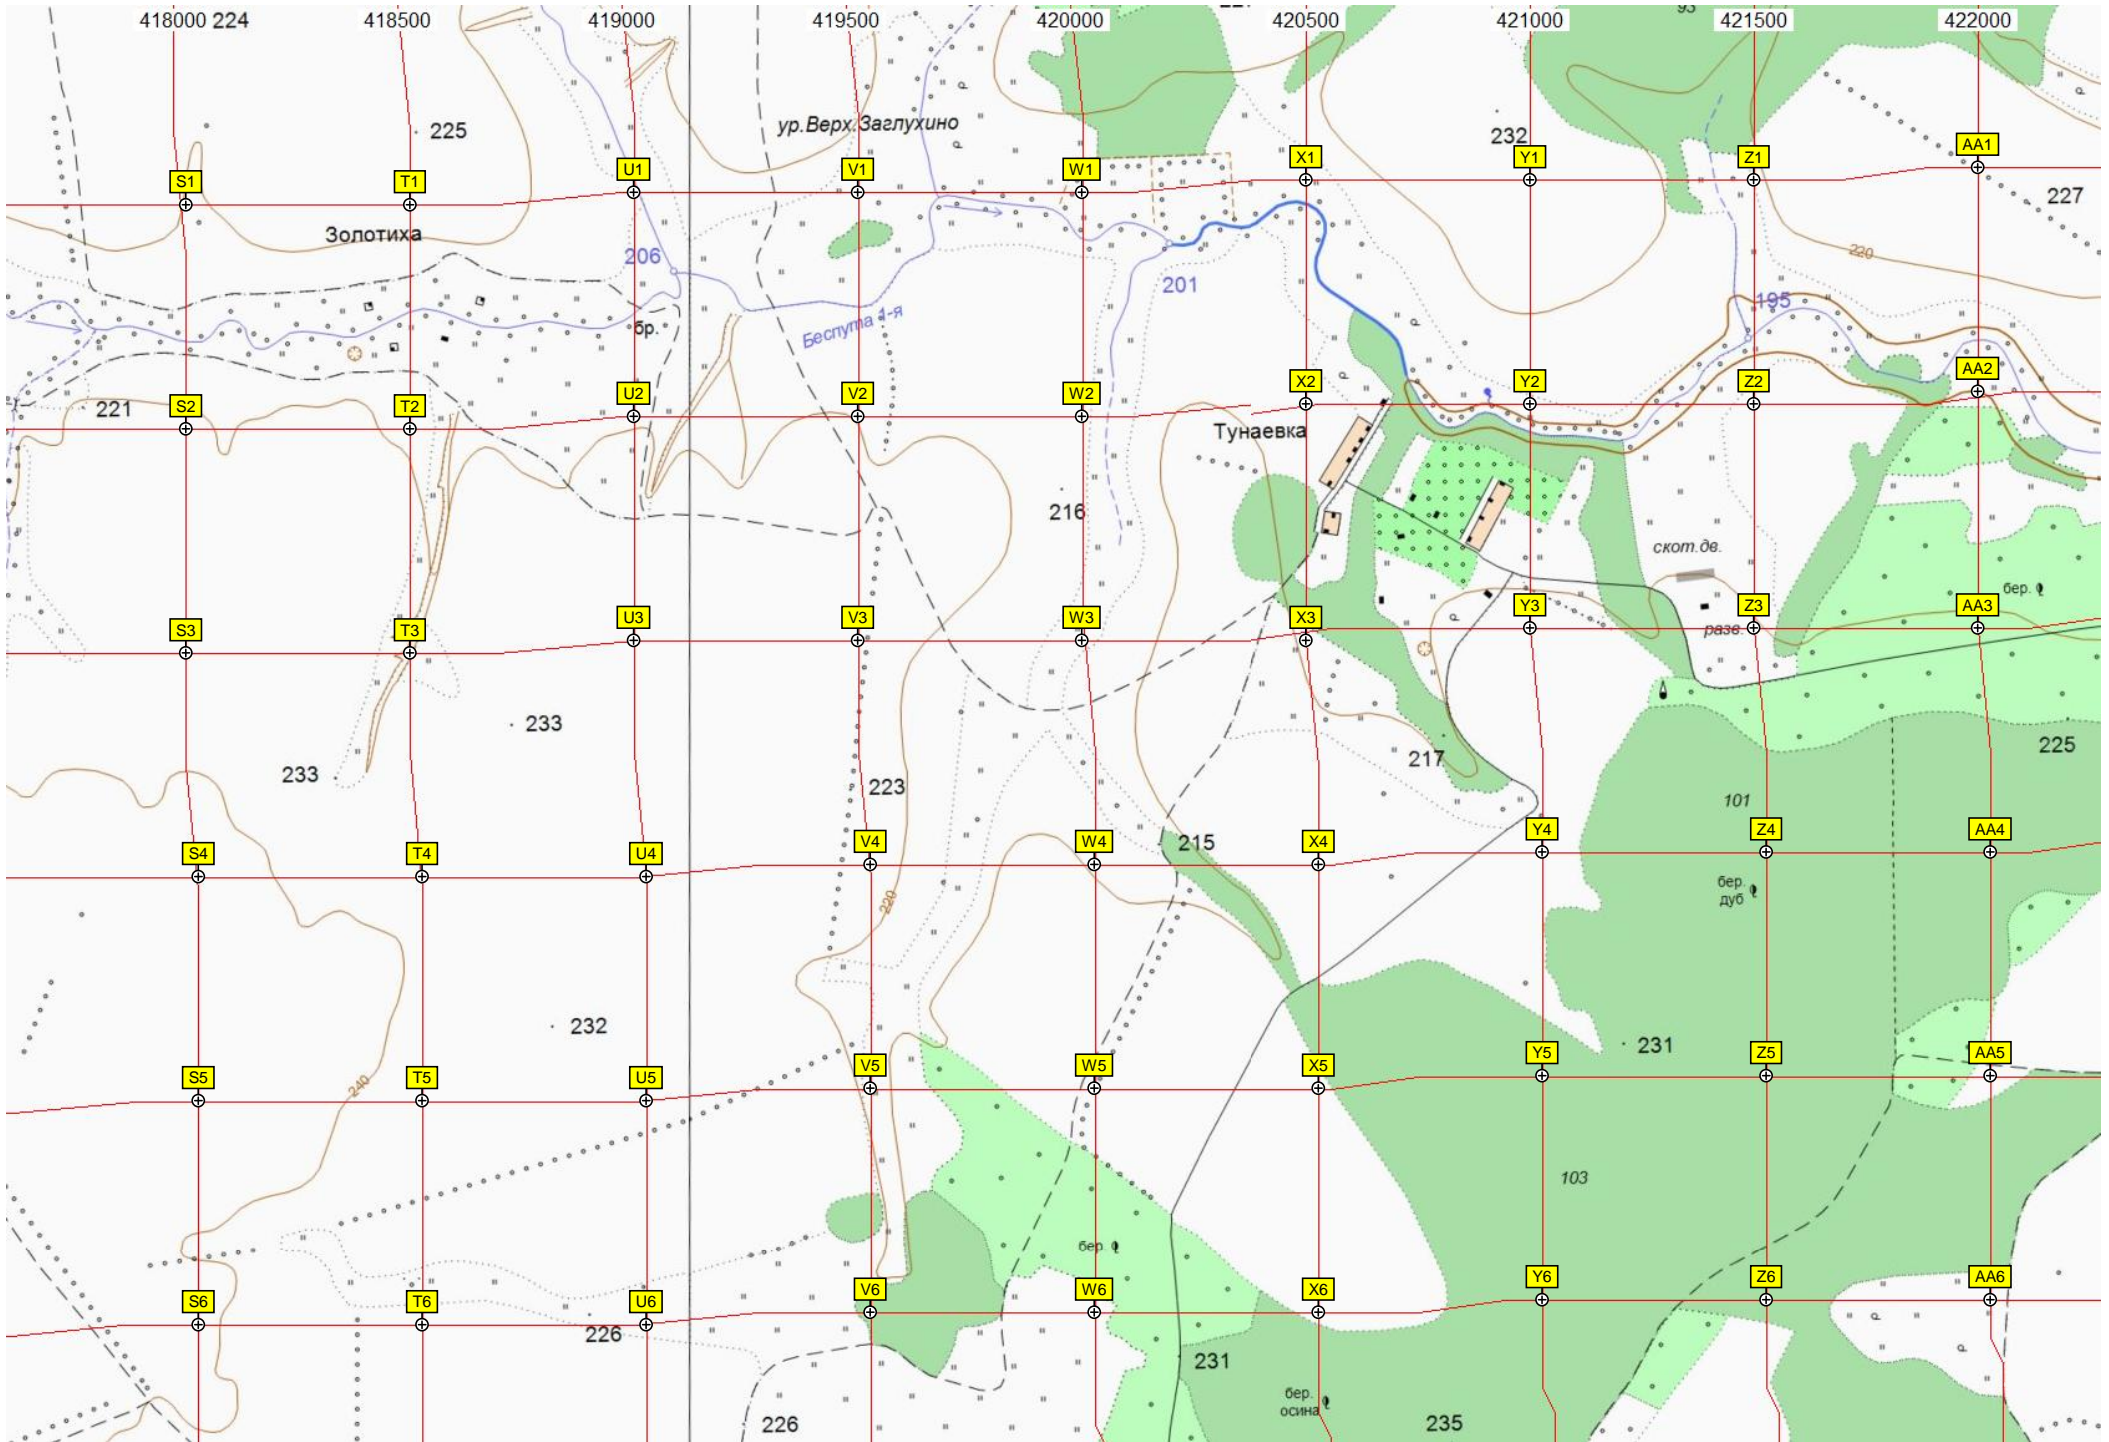 418000 224 418500 419000 419500 420000 420500 421000 421500 422000
225 ур.Верх.Заглухино 232
S1 T1 U1 V1 W1 X1 Y1 Z1 AA1
227
Золотиха
206 201 220
195
бр. Беспута 1-я
221 S2 T2 U2 V2 W2 X2 Y2 Z2 AA2
Тунаевка
216
скот.дв.
бер.
S3 T3 U3 V3 W3 X3 Y3 Z3 AA3
разв.
233
233 223 217 225
101
215
S4 T4 U4 V4 W4 X4 Y4 Z4 AA4
бер.
дуб
220
232 231
S5 T5 U5 V5 W5 X5 Y5 Z5 AA5
240
103
бер.
S6 T6 U6 V6 W6 X6 Y6 Z6 AA6
226
231
бер.
осина
226 235